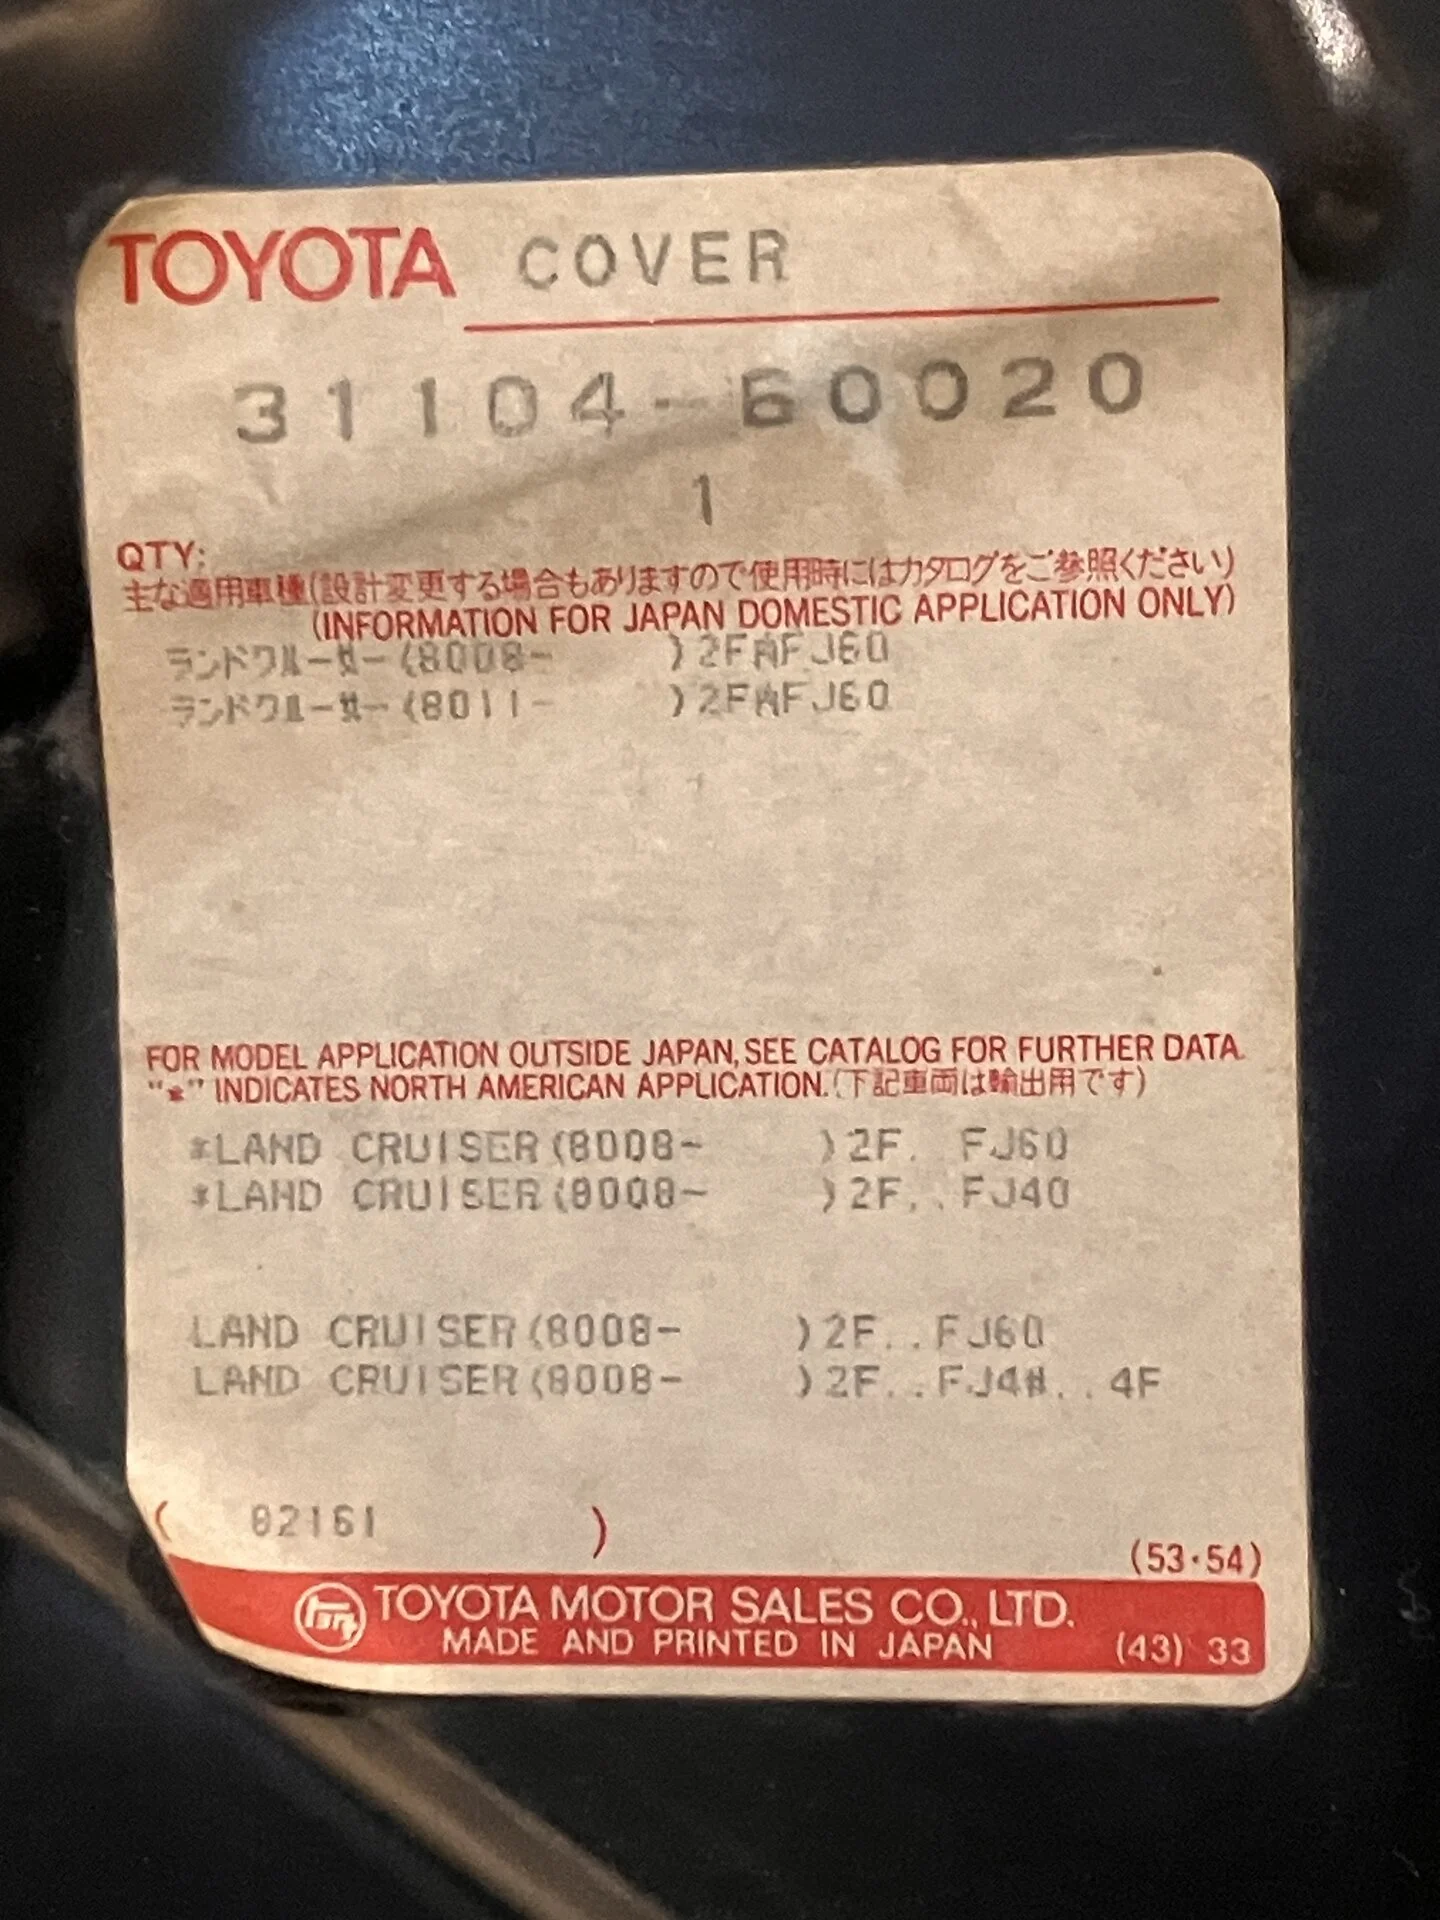 TOYOTA COVER
31104-60020
1
QTY:
主な適用車種(設計変更する場合もありますので使用時にはカタログをご参照ください)
(INFORMATION FOR JAPAN DOMESTIC APPLICATION ONLY)
ランドクルーザー(8008- )2F*FJ60
ランドクルーザー(8011- )2F*FJ60
FOR MODEL APPLICATION OUTSIDE JAPAN, SEE CATALOG FOR FURTHER DATA.
"*" INDICATES NORTH AMERICAN APPLICATION. (下記車両は輸出用です)
*LAND CRUISER(8008- )2F. FJ60
*LAND CRUISER(8008- )2F..FJ40
LAND CRUISER(8008- )2F..FJ60
LAND CRUISER(8008- )2F..FJ4#..4F
( 82161 )
(53·54)
TOYOTA MOTOR SALES CO., LTD.
MADE AND PRINTED IN JAPAN (43) 33